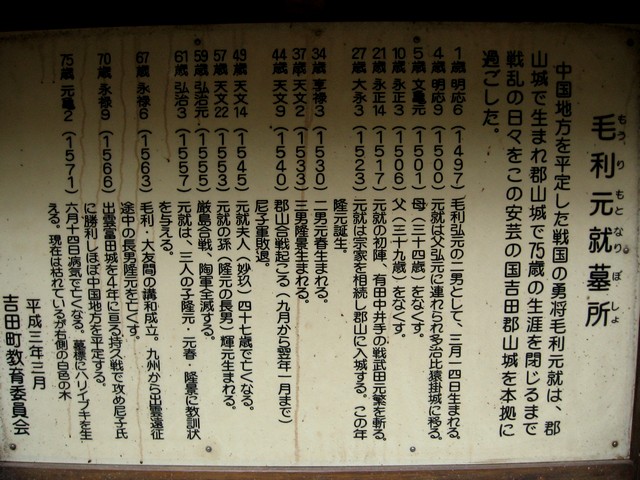 毛利元就墓所
もうりもとなりぼしょ
中国地方を平定した戦国の勇将毛利元就は、郡
山城で生まれ郡山城で75歳の生涯を閉じるまで
戦乱の日々をこの安芸の国吉田郡山城を本拠に
過ごした。
1歳 明応6（1497）毛利弘元の二男として、三月一四日生まれる。
4歳 明応9（1500）元就は父弘元に連れられ多治比猿掛城に移る。
5歳 文亀元（1501）母（三十四歳）をなくす。
10歳 永正3（1506）父（三十九歳）をなくす。
21歳 永正14（1517）元就の初陣、有田中井手の戦武田元繁を斬る。
27歳 大永3（1523）元就は宗家を相続し郡山に入城する。この年
隆元誕生。
34歳 享禄3（1530）二男元春生まれる。
37歳 天文2（1533）三男隆景生まれる。
44歳 天文9（1540）郡山合戦起こる（九月から翌年一月まで）
尼子軍敗退。
49歳 天文14（1545）元就夫人（妙玖）四十七歳で亡くなる。
57歳 天文22（1553）元就の孫（隆元の長男）輝元生まれる。
59歳 弘治元（1555）厳島合戦、陶軍全滅する。
61歳 弘治3（1557）元就は、三人の子隆元・元春・隆景に教訓状
を与える。
67歳 永禄6（1563）毛利・大友間の講和成立。九州から出雲遠征
途中の長男隆元を亡くす。
70歳 永禄9（1566）出雲富田城を4年に亘る持久戦で攻め尼子氏
に勝利しほぼ中国地方を平定する。
75歳 元亀2（1571）六月十四日病気で亡くなる。墓標にハリイブキを生
える。現在は枯れているが右側の白色の木
平成三年三月
吉田町教育委員会